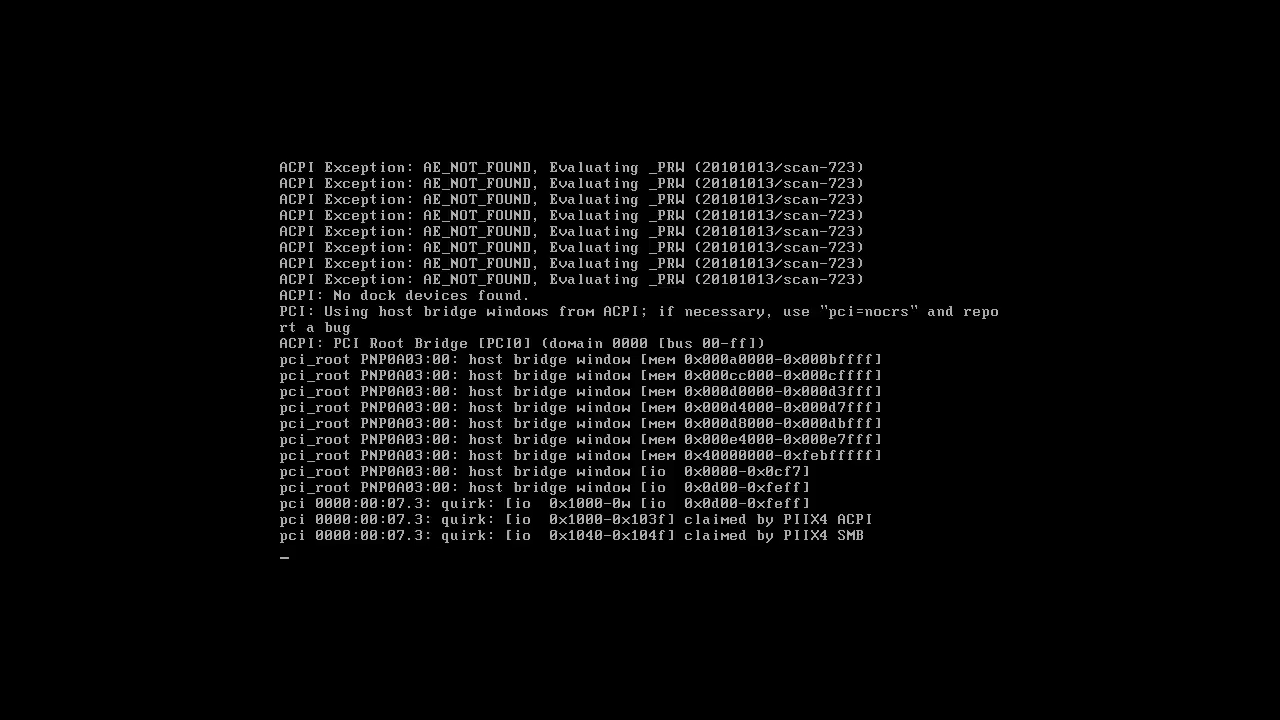 ACPI Exception: AE_NOT_FOUND, Evaluating _PRW (20101013/scan-723)
ACPI Exception: AE_NOT_FOUND, Evaluating _PRW (20101013/scan-723)
ACPI Exception: AE_NOT_FOUND, Evaluating _PRW (20101013/scan-723)
ACPI Exception: AE_NOT_FOUND, Evaluating _PRW (20101013/scan-723)
ACPI Exception: AE_NOT_FOUND, Evaluating _PRW (20101013/scan-723)
ACPI Exception: AE_NOT_FOUND, Evaluating _PRW (20101013/scan-723)
ACPI Exception: AE_NOT_FOUND, Evaluating _PRW (20101013/scan-723)
ACPI Exception: AE_NOT_FOUND, Evaluating _PRW (20101013/scan-723)
ACPI: No dock devices found.
PCI: Using host bridge windows from ACPI; if necessary, use "pci=nocrs" and repo
rt a bug
ACPI: PCI Root Bridge [PCI0] (domain 0000 [bus 00-ff])
pci_root PNP0A03:00: host bridge window [mem 0x000a0000-0x000bffff]
pci_root PNP0A03:00: host bridge window [mem 0x000cc000-0x000cffff]
pci_root PNP0A03:00: host bridge window [mem 0x000d0000-0x000d3fff]
pci_root PNP0A03:00: host bridge window [mem 0x000d4000-0x000d7fff]
pci_root PNP0A03:00: host bridge window [mem 0x000d8000-0x000dbfff]
pci_root PNP0A03:00: host bridge window [mem 0x000e4000-0x000e7fff]
pci_root PNP0A03:00: host bridge window [mem 0x40000000-0xfebfffff]
pci_root PNP0A03:00: host bridge window [io  0x0000-0x0cf7]
pci_root PNP0A03:00: host bridge window [io  0x0d00-0xfeff]
pci 0000:00:07.3: quirk: [io  0x1000-0w [io  0x0d00-0xfeff]
pci 0000:00:07.3: quirk: [io  0x1000-0x103f] claimed by PIIX4 ACPI
pci 0000:00:07.3: quirk: [io  0x1040-0x104f] claimed by PIIX4 SMB
_